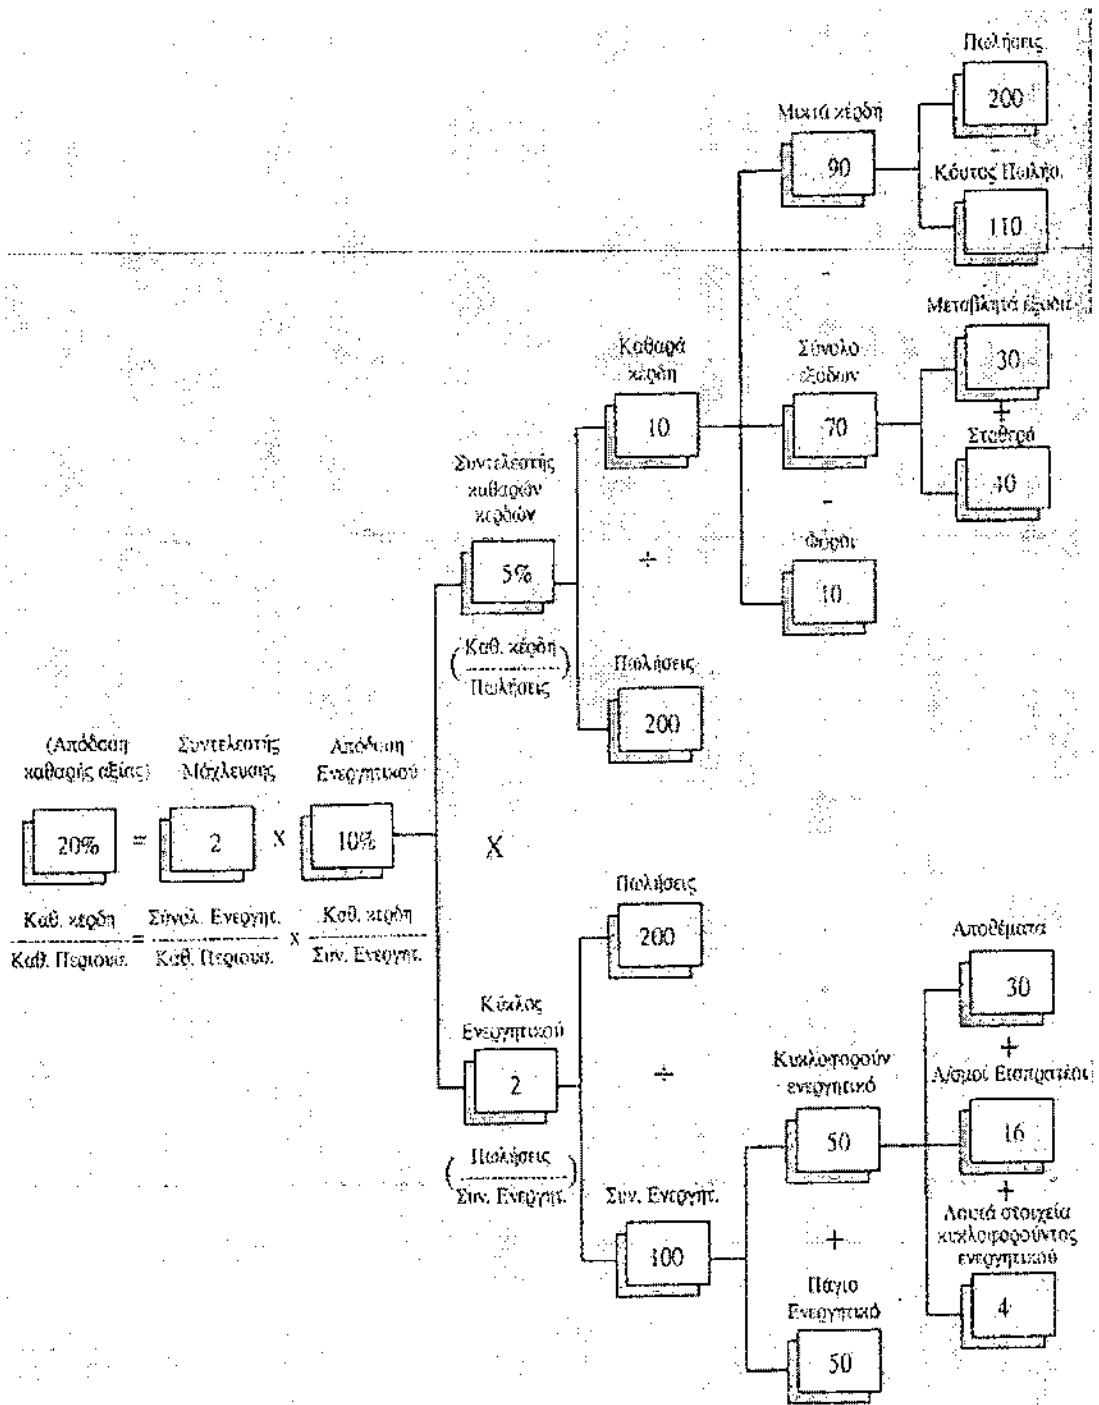 Πωλήσεις
200
-
Μικτά κέρδη
90
Κόστος Πωλήσ.
110
-
Μεταβλητά έξοδα
30
+
Σταθερά
40
Καθαρά
κέρδη
10
Σύνολο
εξόδων
70
-
Φόροι
10
Συντελεστής
καθαρών
κερδών
5%
(Καθ. κέρδη
Πωλήσεις)
÷
Πωλήσεις
200
(Απόδοση
καθαρής αξίας)
20%
=
Συντελεστής
Μόχλευσης
2
X
Απόδοση
Ενεργητικού
10%
X
Καθ. κέρδη
Καθ. Περιουσ.
=
Σύνολ. Ενεργητ.
Καθ. Περιουσ.
x
Καθ. κέρδη
Συν. Ενεργητ.
Πωλήσεις
200
÷
Κύκλος
Ενεργητικού
2
(Πωλήσεις
Συν. Ενεργητ.)
Συν. Ενεργητ.
100
Κυκλοφορούν
ενεργητικό
50
+
Πάγιο
Ενεργητικό
50
Αποθέματα
30
+
Λ/σμοί Εισπρατέοι
16
+
Λοιπά στοιχεία
κυκλοφορούντος
ενεργητικού
4